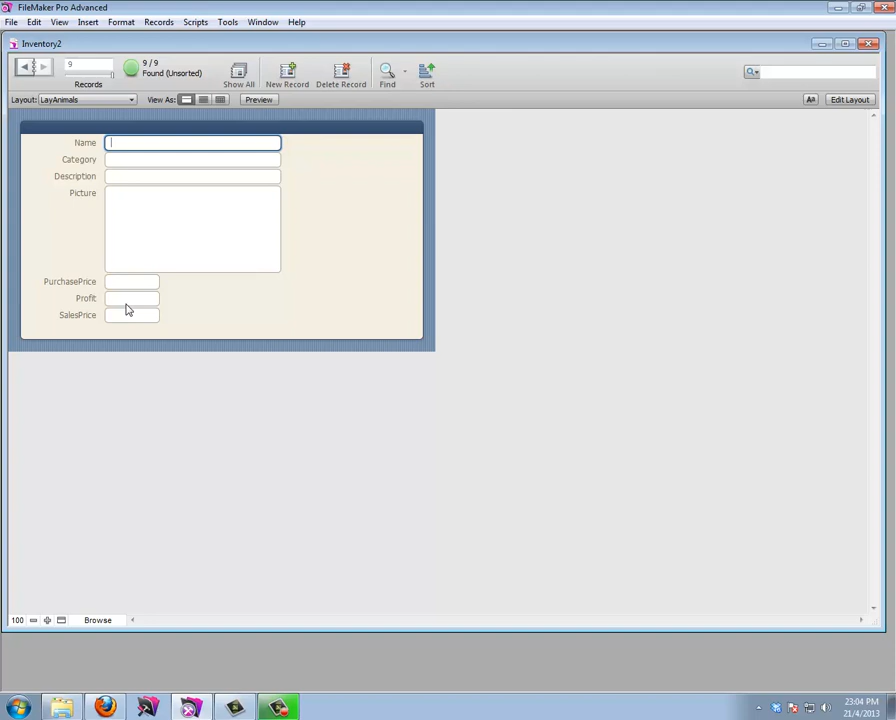 FileMaker Pro Advanced
File Edit View Insert Format Records Scripts Tools Window Help
Inventory2
9
9 / 9
Found (Unsorted)
Records
Show All New Record Delete Record Find Sort
Layout: LayAnimals View As: Preview Aa Edit Layout
Name
Category
Description
Picture
PurchasePrice
Profit
SalesPrice
100 Browse
23:04 PM
21/4/2013